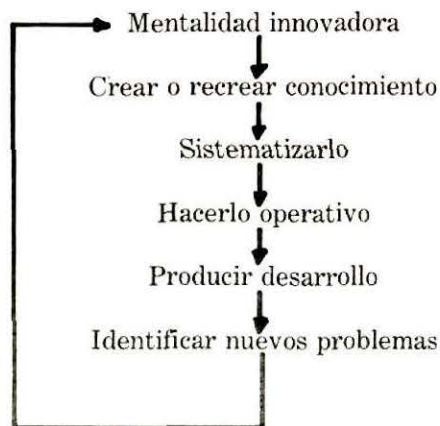 Mentalidad innovadora
Crear o recrear conocimiento
Sistematizarlo
Hacerlo operativo
Producir desarrollo
Identificar nuevos problemas